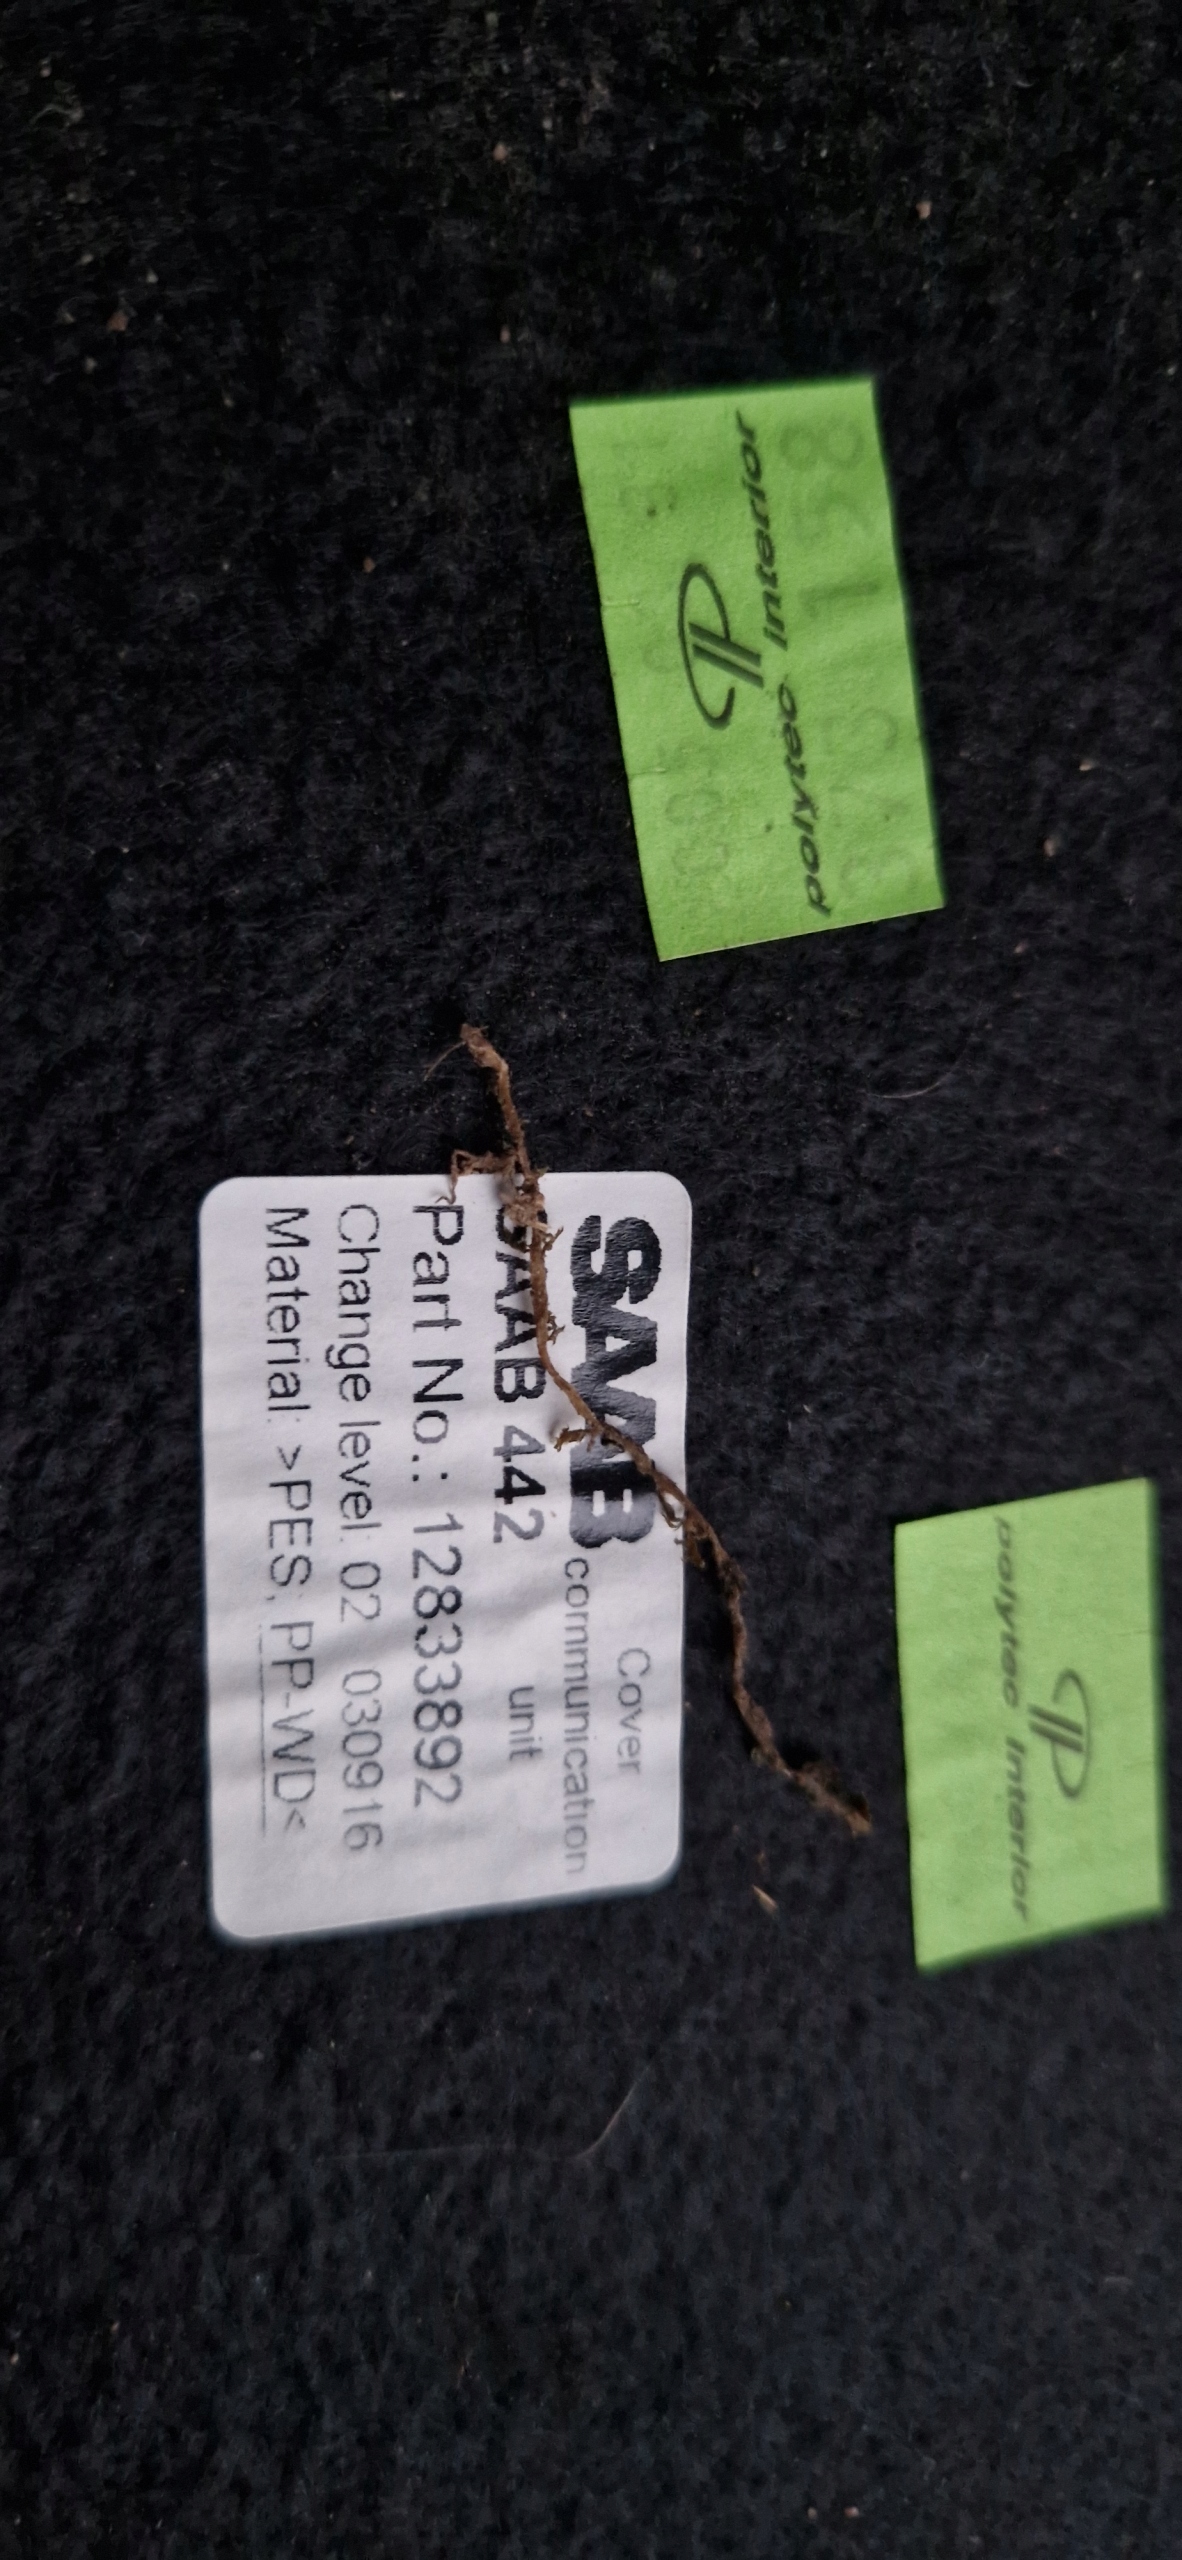 polytec interior
SAAB
Cover
communication
unit
SAAB 442
Part No.: 12833892
Change level: 02 030916
Material: >PES; PP-WD<
polytec interior